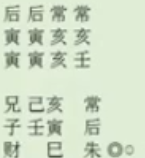 后后常常
寅寅亥亥
寅寅亥壬
兄己亥　常
子壬寅　后
财　巳　朱◎○